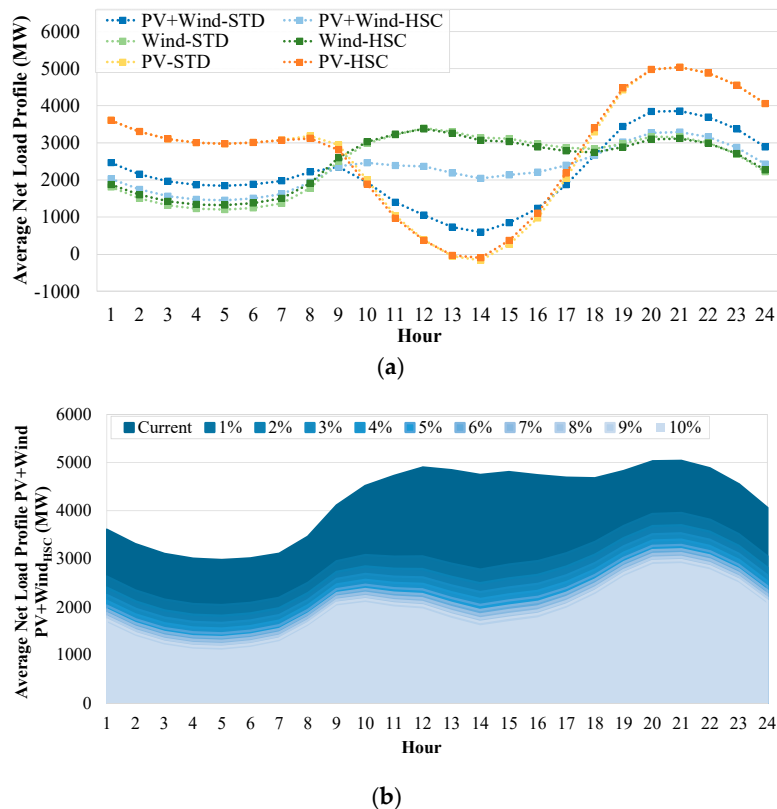 6000
5000
4000
3000
2000
1000
0
-1000
Average Net Load Profile (MW)
PV+Wind-STD PV+Wind-HSC
Wind-STD Wind-HSC
PV-STD PV-HSC
1 2 3 4 5 6 7 8 9 10 11 12 13 14 15 16 17 18 19 20 21 22 23 24
Hour
(a)
6000
5000
4000
3000
2000
1000
0
Average Net Load Profile PV+Wind
PV+Wind_HSC (MW)
Current 1% 2% 3% 4% 5% 6% 7% 8% 9% 10%
1 2 3 4 5 6 7 8 9 10 11 12 13 14 15 16 17 18 19 20 21 22 23 24
Hour
(b)